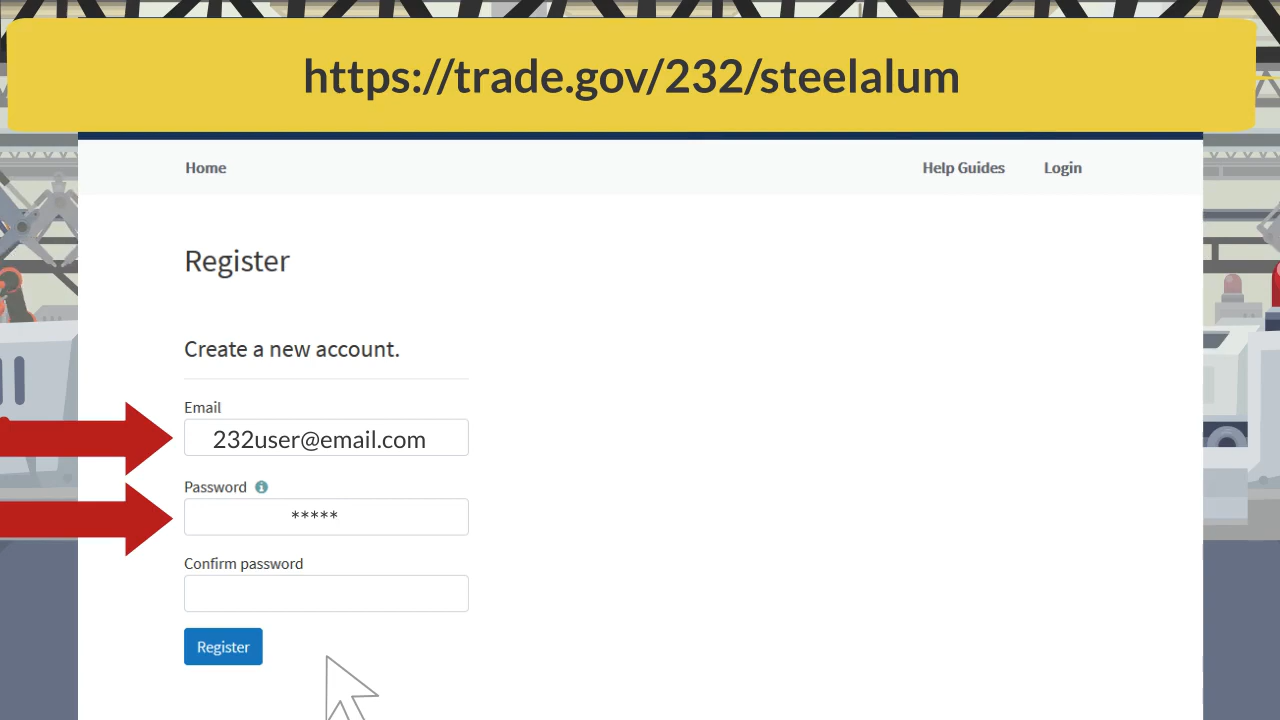 https://trade.gov/232/steelalum
Home Help Guides Login
Register
Create a new account.
Email
232user@email.com
Password
*****
Confirm password
Register